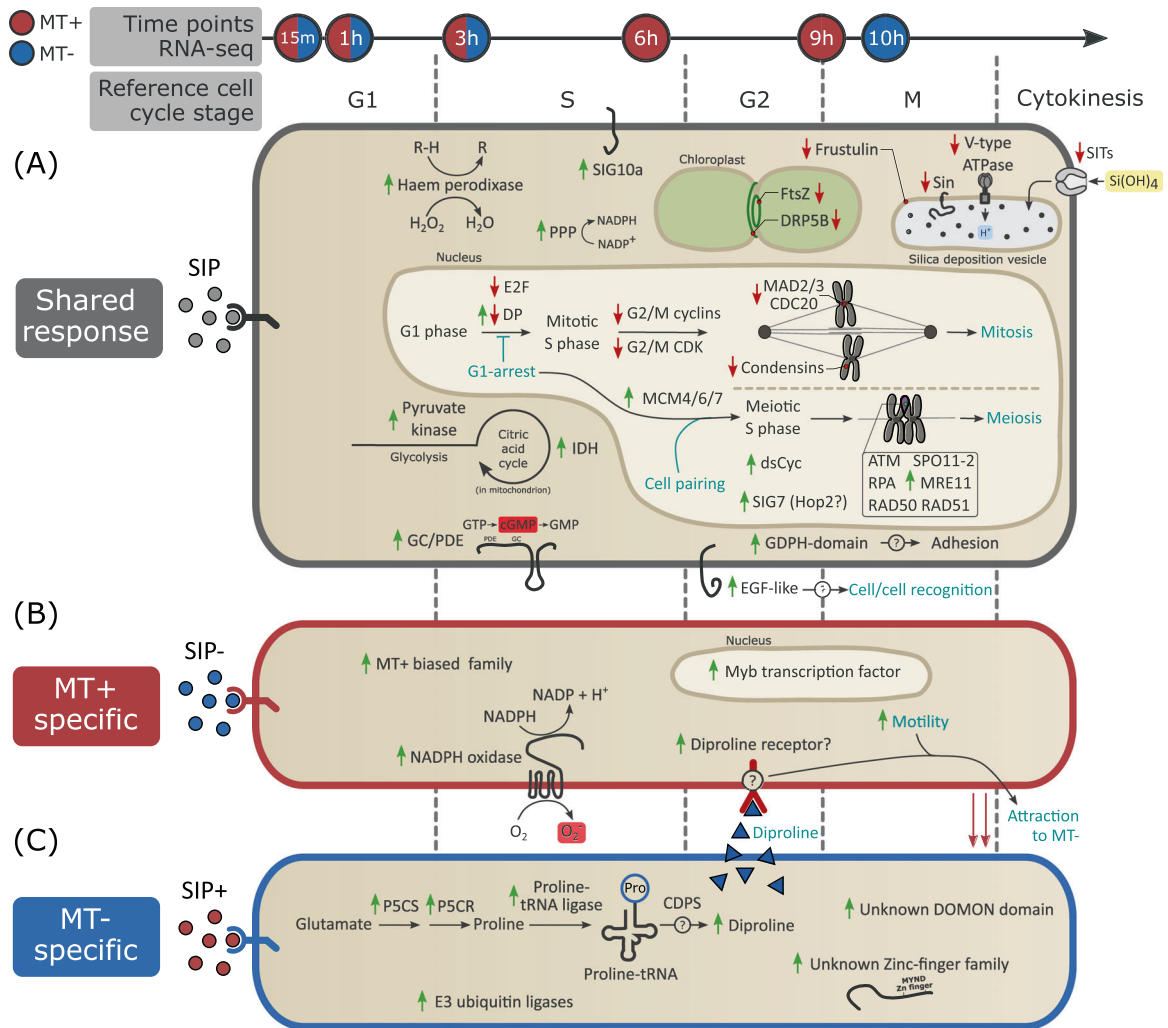 MT+
MT-
Time points
RNA-seq
15m
1h
3h
6h
9h
10h
Reference cell
cycle stage
G1
S
G2
M
Cytokinesis
(A)
SIP
Shared
response
R-H
R
Haem perodixase
H2O2
H2O
SIG10a
PPP
NADPH
NADP+
Chloroplast
FtsZ
DRP5B
Frustulin
V-type
ATPase
Sin
H+
Silica deposition vesicle
SITs
Si(OH)4
Nucleus
E2F
DP
G1 phase
Mitotic
S phase
G1-arrest
G2/M cyclins
G2/M CDK
MAD2/3
CDC20
Condensins
Mitosis
MCM4/6/7
Meiotic
S phase
Meiosis
Cell pairing
dsCyc
SIG7 (Hop2?)
ATM SPO11-2
RPA MRE11
RAD50 RAD51
Pyruvate
kinase
Glycolysis
Citric
acid
cycle
(in mitochondrion)
IDH
GC/PDE
GTP
cGMP
GMP
PDE
GC
GDPH-domain
?
Adhesion
EGF-like
?
Cell/cell recognition
(B)
SIP-
MT+
specific
MT+ biased family
NADPH
NADP + H+
NADPH oxidase
O2
O2-
Nucleus
Myb transcription factor
Motility
Diproline receptor?
?
Diproline
Attraction
to MT-
(C)
SIP+
MT-
specific
Glutamate
P5CS
P5CR
Proline
Proline-
tRNA ligase
Pro
Proline-tRNA
CDPS
?
Diproline
E3 ubiquitin ligases
Unknown DOMON domain
Unknown Zinc-finger family
MYND
Zn finger